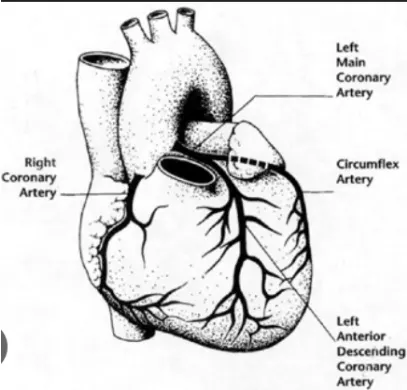 Left
Main
Coronary
Artery
Right
Coronary
Artery
Circumflex
Artery
Left
Anterior
Descending
Coronary
Artery